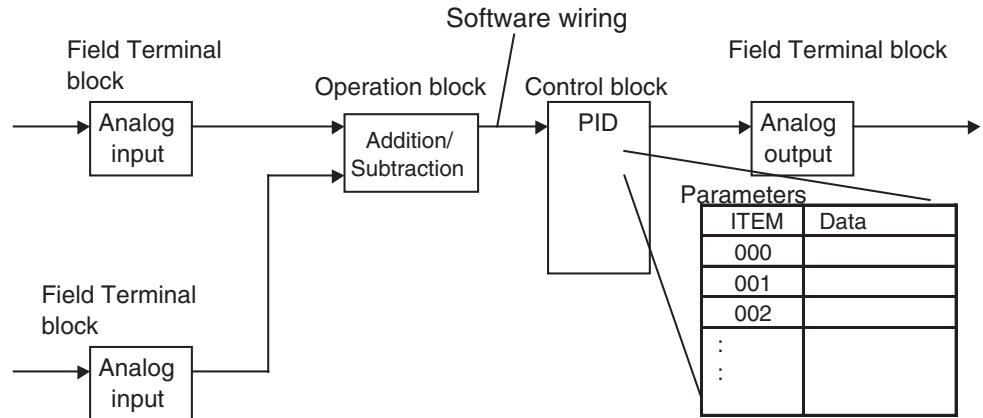 Software wiring
Field Terminal
block
Field Terminal block
Operation block
Control block
Analog
input
Addition/
Subtraction
PID
Analog
output
Parameters
ITEM Data
000
001
002
:
:
Field Terminal
block
Analog
input